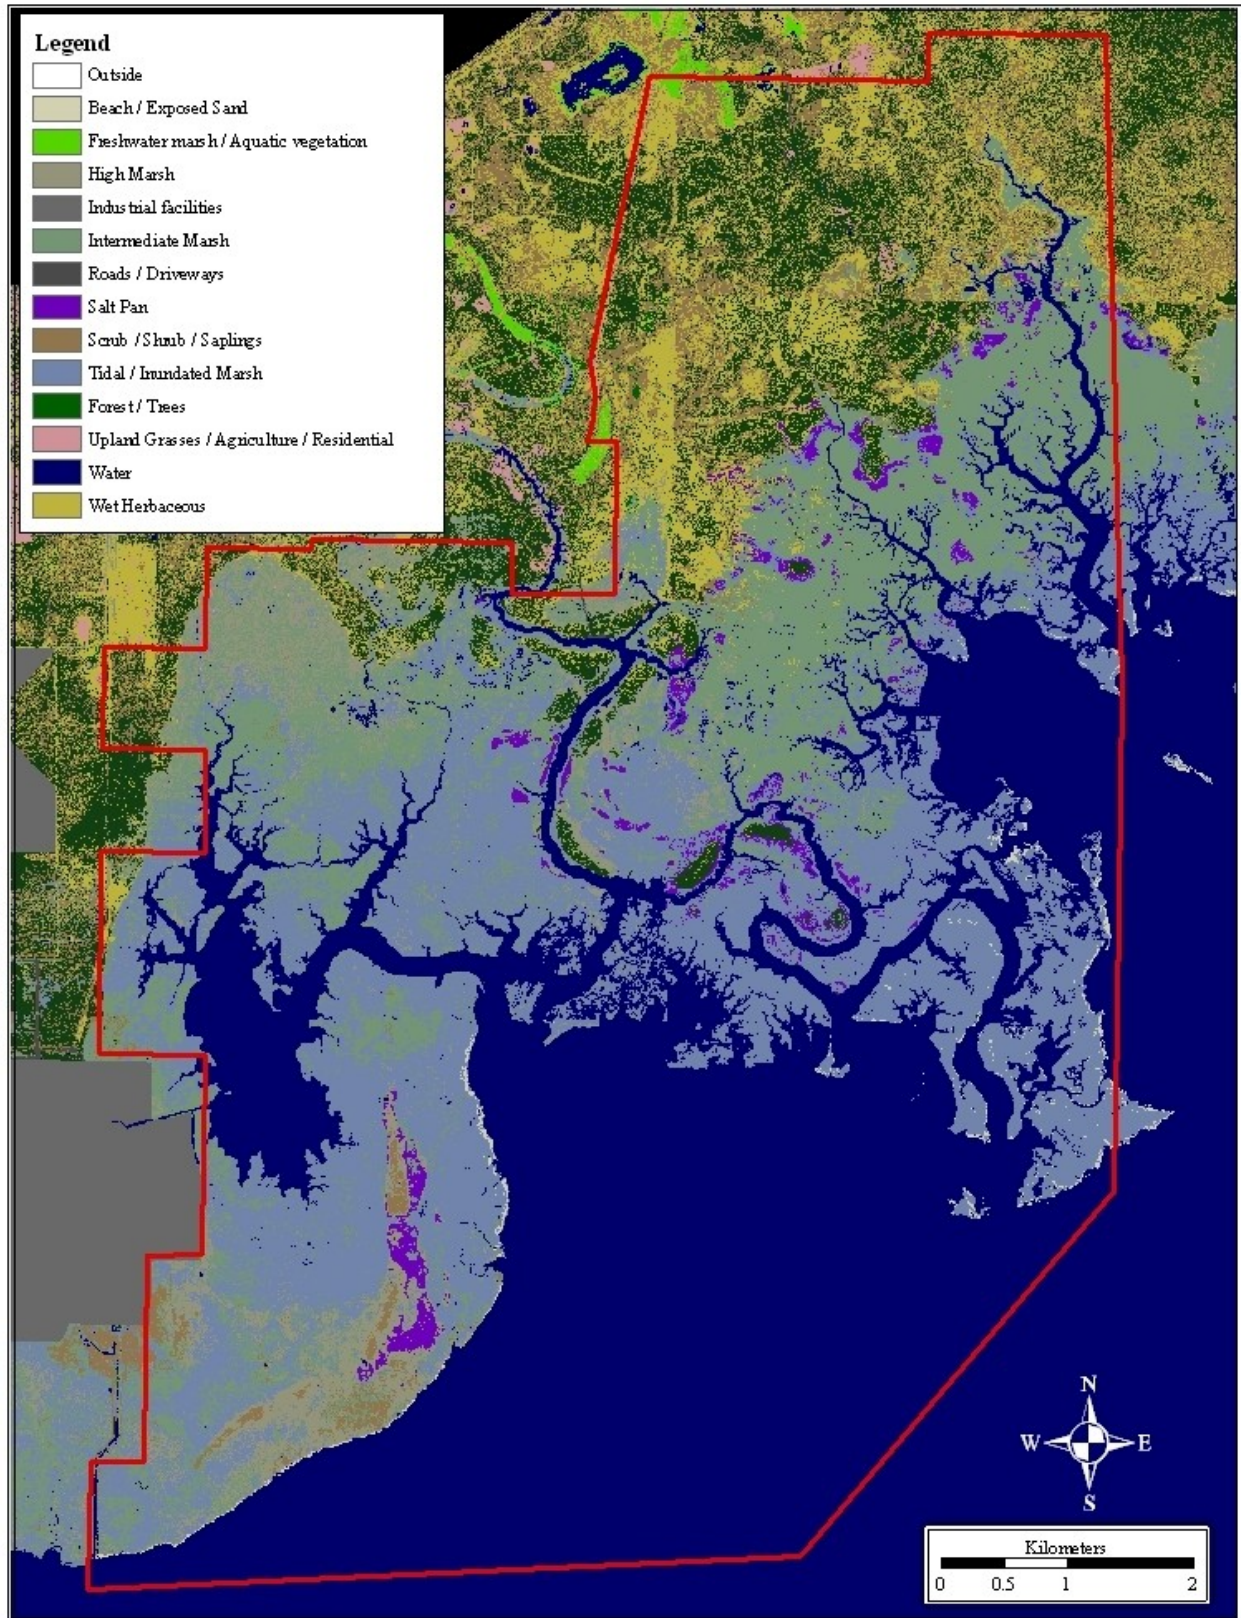 Legend
Outside
Beach / Exposed Sand
Freshwater marsh / Aquatic vegetation
High Marsh
Industrial facilities
Intermediate Marsh
Roads / Driveways
Salt Pan
Scrub / Shrub / Saplings
Tidal / Inundated Marsh
Forest / Trees
Upland Grasses / Agriculture / Residential
Water
Wet Herbaceous
N
W E
S
Kilometers
0 0.5 1 2